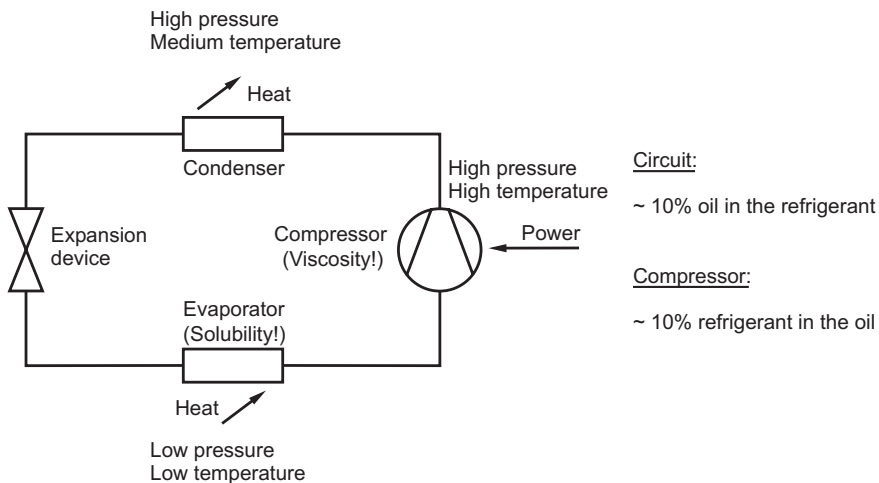 High pressure
Medium temperature
Heat
Condenser
High pressure
High temperature
Circuit:
~ 10% oil in the refrigerant
Expansion
device
Compressor
(Viscosity!)
Power
Compressor:
~ 10% refrigerant in the oil
Evaporator
(Solubility!)
Heat
Low pressure
Low temperature